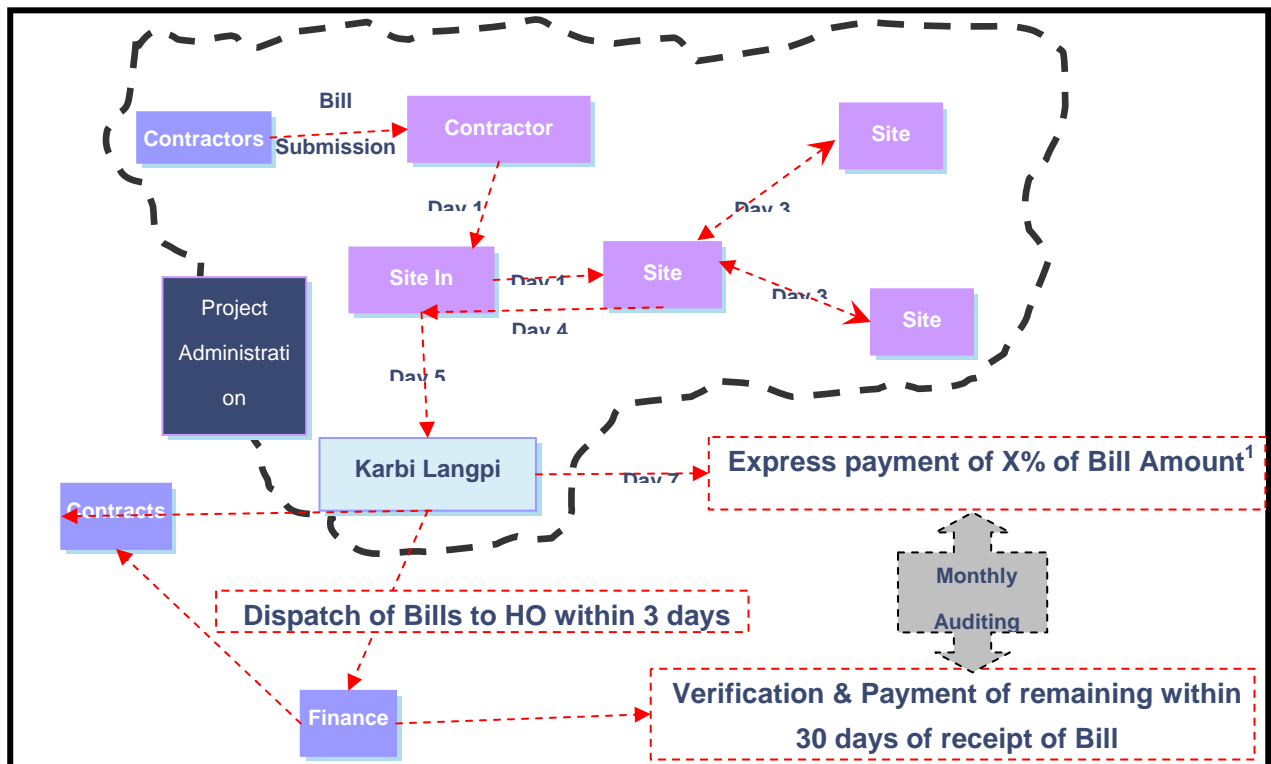 Bill
Submission
Contractors
Contractor
Site
Day 1
Day 3
Site In
Day 1
Site
Day 3
Site
Day 4
Project
Administrati
on
Day 5
Karbi Langpi
Day 7
Express payment of X% of Bill Amount1
Contracts
Monthly
Auditing
Dispatch of Bills to HO within 3 days
Finance
Verification & Payment of remaining within
30 days of receipt of Bill